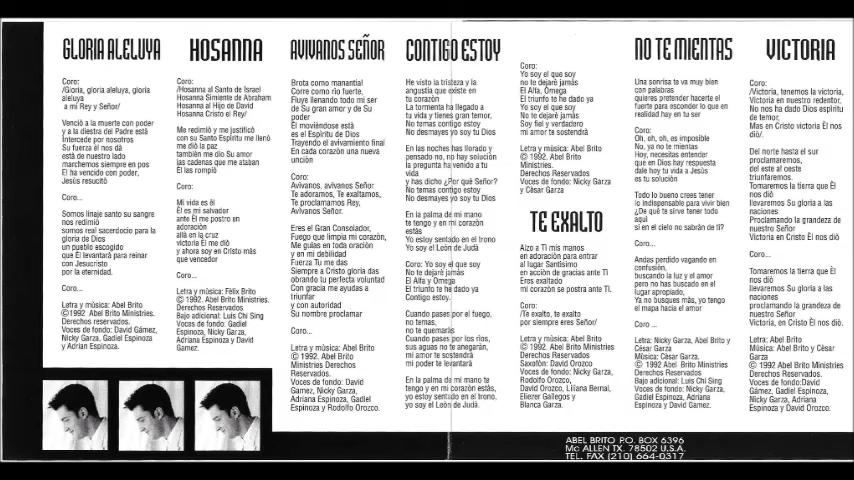 GLORIA ALELUYA
Coro:
/Gloria, gloria aleluya, gloria
aleluya
a mi Rey y Señor/
Venció a la muerte con poder
y a la diestra del Padre está
Intercede por nosotros
Su fuerza él nos dá
está de nuestro lado
marchemos siempre en pos
El ha vencido con poder,
Jesús resucitó
Coro...
Somos linaje santo su sangre
nos redimió
somos real sacerdocio para la
gloria de Dios
un pueblo escogido
que Él levantará para reinar
con Jesucristo
por la eternidad.
Coro...
Letra y mùsica: Abel Brito
©1992 Abel Brito Ministries.
Derechos reservados.
Voces de fondo: David Gámez,
Nicky Garza, Gadiel Espinoza
y Adrian Espinoza.
HOSANNA
Coro:
/Hosanna al Santo de Israel
Hosanna Simiente de Abraham
Hosanna al Hijo de David
Hosanna Cristo el Rey/
Me redimió y me justificó
con su Santo Espíritu me llenó
me dió la paz
también me dio Su amor
las cadenas que me ataban
Él las rompió
Coro:
Mi vida es él
Él es mi salvador
ante Él me postro en
adoración
allá en la cruz
victoria Él me dió
y ahora soy en Cristo más
que vencedor
Coro...
Letra y mùsica: Félix Brito
© 1992. Abel Brito Ministries.
Derechos Reservados
Bajo adicional: Luis Chi Sing
Voces de fondo: Gadiel
Espinoza, Nicky Garza,
Adriana Espinoza y David
Gamez.
AVIVANOS SEÑOR
Brota como manantial
Corre como río fuerte,
Fluye llenando todo mi ser
de Su gran amor y de Su
poder
El moviéndose está
es el Espíritu de Dios
Trayendo el avivamiento final
En cada corazón una nueva
unción
Coro:
Avívanos, avívanos Señor
Te adoramos, Te exaltamos,
Te proclamamos Rey,
Avívanos Señor.
Eres el Gran Consolador,
Fuego que limpia mi corazón,
Me guías en toda oración
y en mi debilidad
Fuerza Tu me das
Siempre a Cristo gloria das
obrando tu perfecta voluntad
Con gracia me ayudas a
triunfar
y con autoridad
Su nombre proclamar
Coro...
Letra y mùsica: Abel Brito
© 1992. Abel Brito
Ministries Derechos
Reservados.
Voces de fondo: David
Gamez, Nicky Garza,
Adriana Espinoza, Gadiel
Espinoza y Rodolfo Orozco.
CONTIGO ESTOY
He visto la tristeza y la
angustia que existe en
tu corazón
La tormenta ha llegado a
tu vida y tienes gran temor,
No temas contigo estoy
No desmayes yo soy tu Dios
En las noches has llorado y
pensado no, no hay solución
la pregunta ha venido a tu
vida
y has dicho ¿Por qué Señor?
No temas contigo estoy
No desmayes yo soy tu Dios
En la palma de mi mano
te tengo y en mi corazón
estás
Yo estoy sentado en el trono
Yo soy el León de Judá
Coro: Yo soy el que soy
No te dejaré jamás
El Alfa y Omega
El triunfo te he dado ya
Contigo estoy.
Cuando pases por el fuego,
no temas,
no te quemarás
Cuando pases por los ríos,
sus aguas no te anegarán,
mi amor te sostendrá
mi poder te levantará
En la palma de mi mano te
tengo y en mi corazón estás,
yo estoy sentado en el trono.
yo soy el León de Judá.
Coro:
Yo soy el que soy
no te dejaré jamás
El Alfa, Omega
El triunfo te he dado ya
Yo soy el que soy
No te dejaré jamás
Soy fiel y verdadero
mi amor te sostendrá
Letra y mùsica: Abel Brito
© 1992. Abel Brito
Ministries.
Derechos Reservados
Voces de fondo: Nicky Garza
y Cèsar Garza
TE EXALTO
Alzo a Ti mis manos
en adoración para entrar
al lugar Santísimo
en acción de gracias ante TI
Eres exaltado
mi corazón se postra ante Ti.
Coro:
/Te exalto, te exalto
por siempre eres Señor/
Letra y mùsica: Abel Brito
© 1992. Abel Brito Ministries
Derechos Reservados
Saxofón: David Orozco
Voces de fondo: Nicky Garza,
Rodolfo Orozco,
David Orozco, Liliana Bernal,
Eliezer Gallegos y
Blanca Garza.
NO TE MIENTAS
Una sonrisa te va muy bien
con palabras
quieres pretender hacerte el
fuerte para esconder lo que en
realidad hay en tu ser
Coro:
Oh, oh, oh, es imposible
No, ya no te mientas
Hoy, necesitas entender
que en Dios hay respuesta
dale hoy tu vida a Jesús
es tu solución
Todo lo bueno crees tener
lo indispensable para vivir bien
¿De qué te sirve tener todo
aquí
si en el cielo no sabrán de tí?
Coro...
Andas perdido vagando en
confusión,
buscando la luz y el amor
pero no has buscado en el
lugar apropiado,
Ya no busques más, yo tengo
el mapa hacia el amor
Coro ...
Letra: Nicky Garza, Abel Brito y
Cèsar Garza
Mùsica: Cèsar Garza.
© 1992 Abel Brito Ministries
Derechos Reservados
Bajo adicional: Luis Chi Sing
Voces de fondo: Nicky Garza,
Gadiel Espinoza, Adriana
Espinoza y David Gamez.
VICTORIA
Coro:
/Victoria, tenemos la victoria,
Victoria en nuestro redentor,
No nos ha dado Dios espíritu
de temor,
Mas en Cristo victoria Él nos
dió/.
Del norte hasta el sur
proclamaremos,
del este al oeste
triunfaremos.
Tomaremos la tierra que Él
nos dió
llevaremos Su gloria a las
naciones
Proclamando la grandeza de
nuestro Señor
Victoria en Cristo Él nos dió
Coro...
Tomaremos la tierra que Él
nos dió
llevaremos Su gloria a las
naciones
proclamando la grandeza de
nuestro Señor
Victoria, en Cristo Él nos dió.
Letra: Abel Brito
Mùsica: Abel Brito y Cèsar
Garza
© 1992. Abel Brito Ministries
Derechos Reservados.
Voces de fondo:David
Gamez, Nicky Garza,
Gadiel Espinoza, Nicky
Garza y David Orozco.
ABEL BRITO P.O. BOX 6396
Mc ALLEN TX. 78502 U.S.A.
TEL. FAX (210) 664-0317